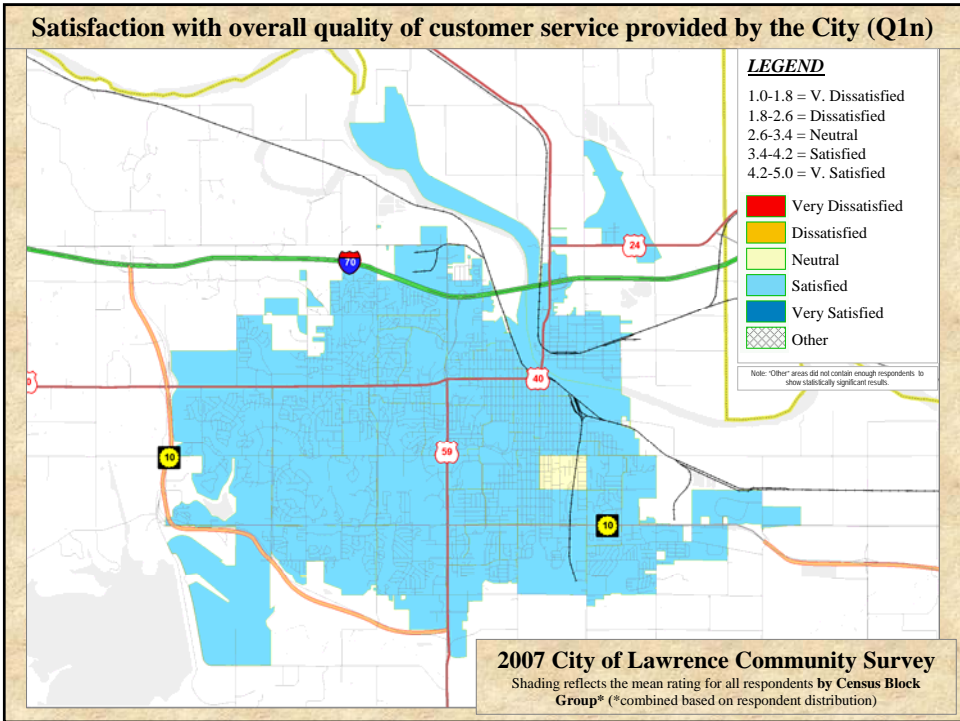 Satisfaction with overall quality of customer service provided by the City (Q1n)
LEGEND
1.0-1.8 = V. Dissatisfied
1.8-2.6 = Dissatisfied
2.6-3.4 = Neutral
3.4-4.2 = Satisfied
4.2-5.0 = V. Satisfied
Very Dissatisfied
Dissatisfied
Neutral
Satisfied
Very Satisfied
Other
Note: "Other" areas did not contain enough respondents to
show statistically significant results.
24
70
0
40
59
10
10
2007 City of Lawrence Community Survey
Shading reflects the mean rating for all respondents by Census Block
Group* (*combined based on respondent distribution)